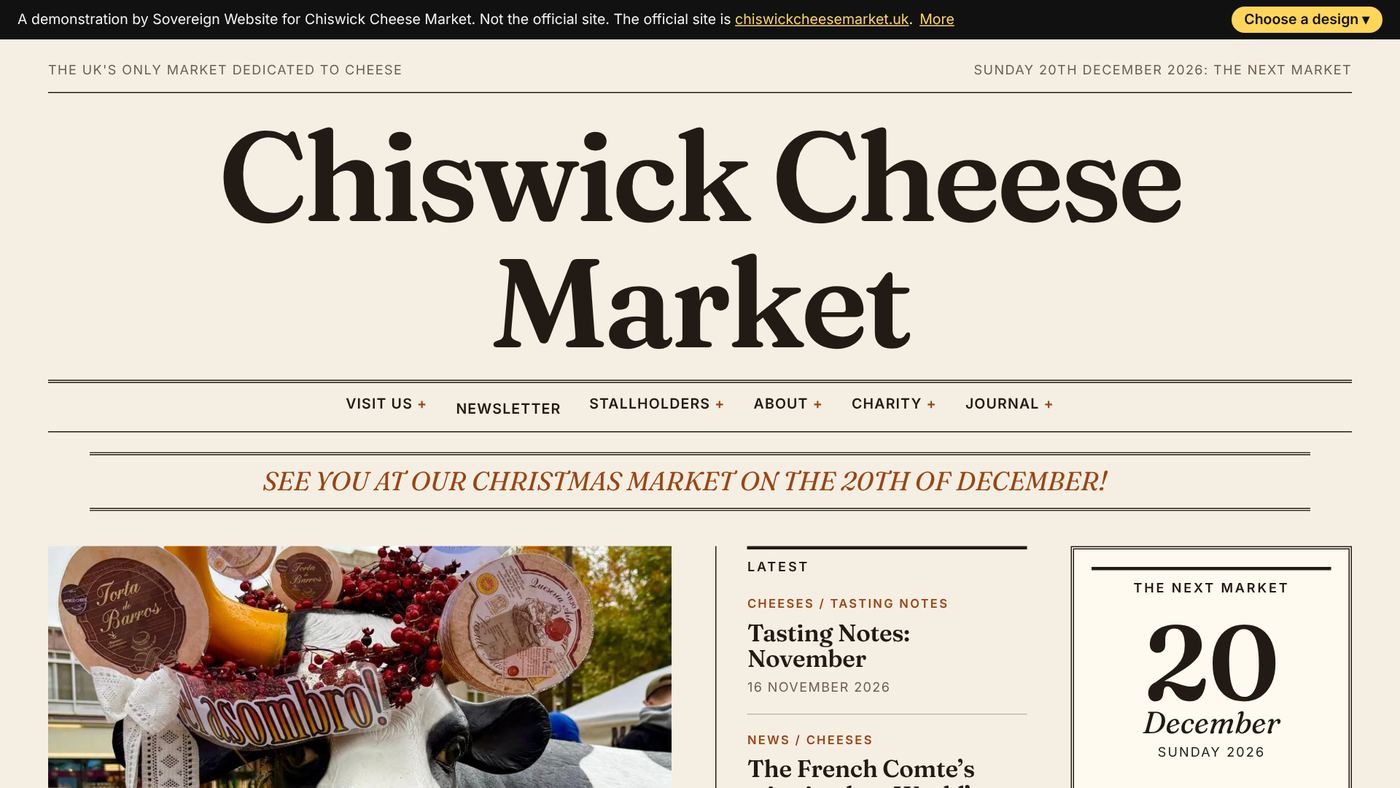 A demonstration by Sovereign Website for Chiswick Cheese Market. Not the official site. The official site is chiswickcheesemarket.uk. More
Choose a design ▾
THE UK'S ONLY MARKET DEDICATED TO CHEESE
SUNDAY 20TH DECEMBER 2026: THE NEXT MARKET
Chiswick Cheese
Market
VISIT US +
NEWSLETTER
STALLHOLDERS +
ABOUT +
CHARITY +
JOURNAL +
SEE YOU AT OUR CHRISTMAS MARKET ON THE 20TH OF DECEMBER!
Torta
de
Barros
Torta
de
Barros
el asombro!
LATEST
CHEESES / TASTING NOTES
Tasting Notes:
November
16 NOVEMBER 2026
NEWS / CHEESES
The French Comte’s
THE NEXT MARKET
20
December
SUNDAY 2026